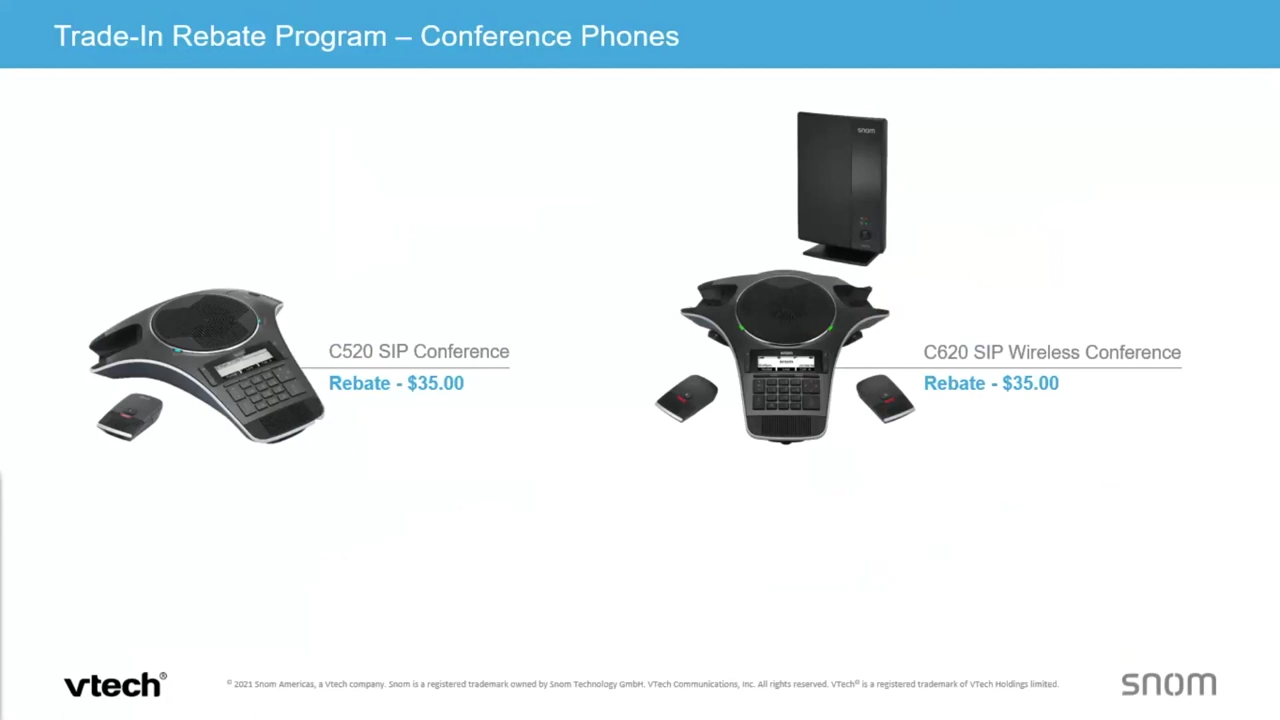 Trade-In Rebate Program – Conference Phones
snom
C520 SIP Conference
Rebate - $35.00
C620 SIP Wireless Conference
Rebate - $35.00
vtech®
© 2021 Snom Americas, a Vtech company. Snom is a registered trademark owned by Snom Technology GmbH. VTech Communications, Inc. All rights reserved. VTech® is a registered trademark of VTech Holdings limited.
snom